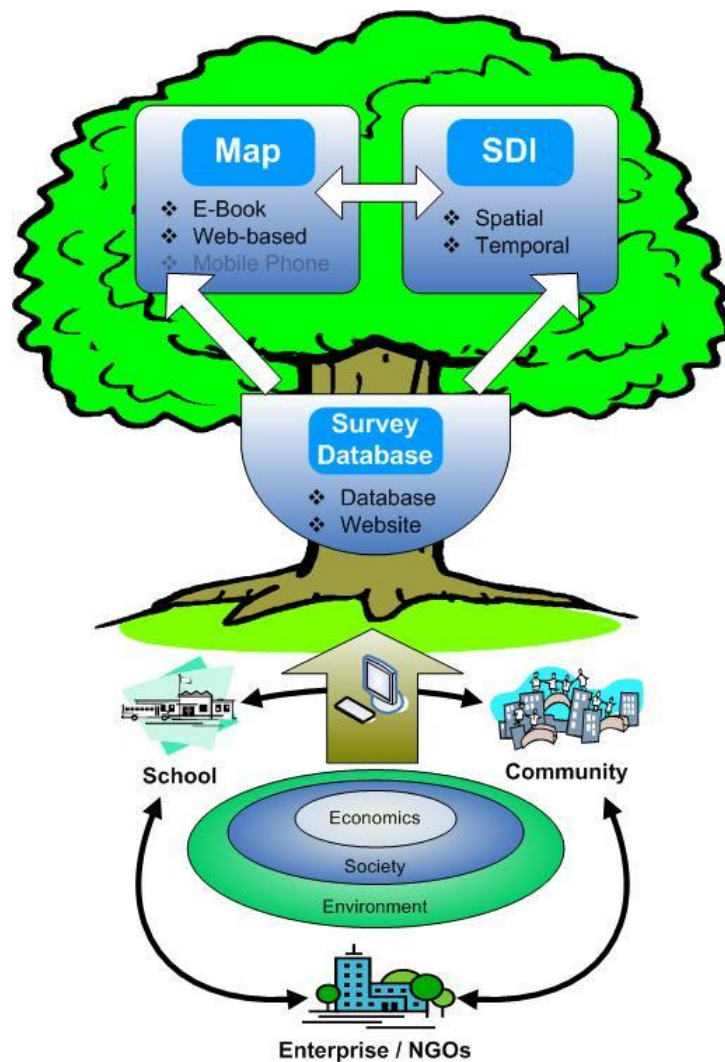 Map
❖ E-Book
❖ Web-based
❖ Mobile Phone
SDI
❖ Spatial
❖ Temporal
Survey
Database
❖ Database
❖ Website
School
Community
Economics
Society
Environment
Enterprise / NGOs